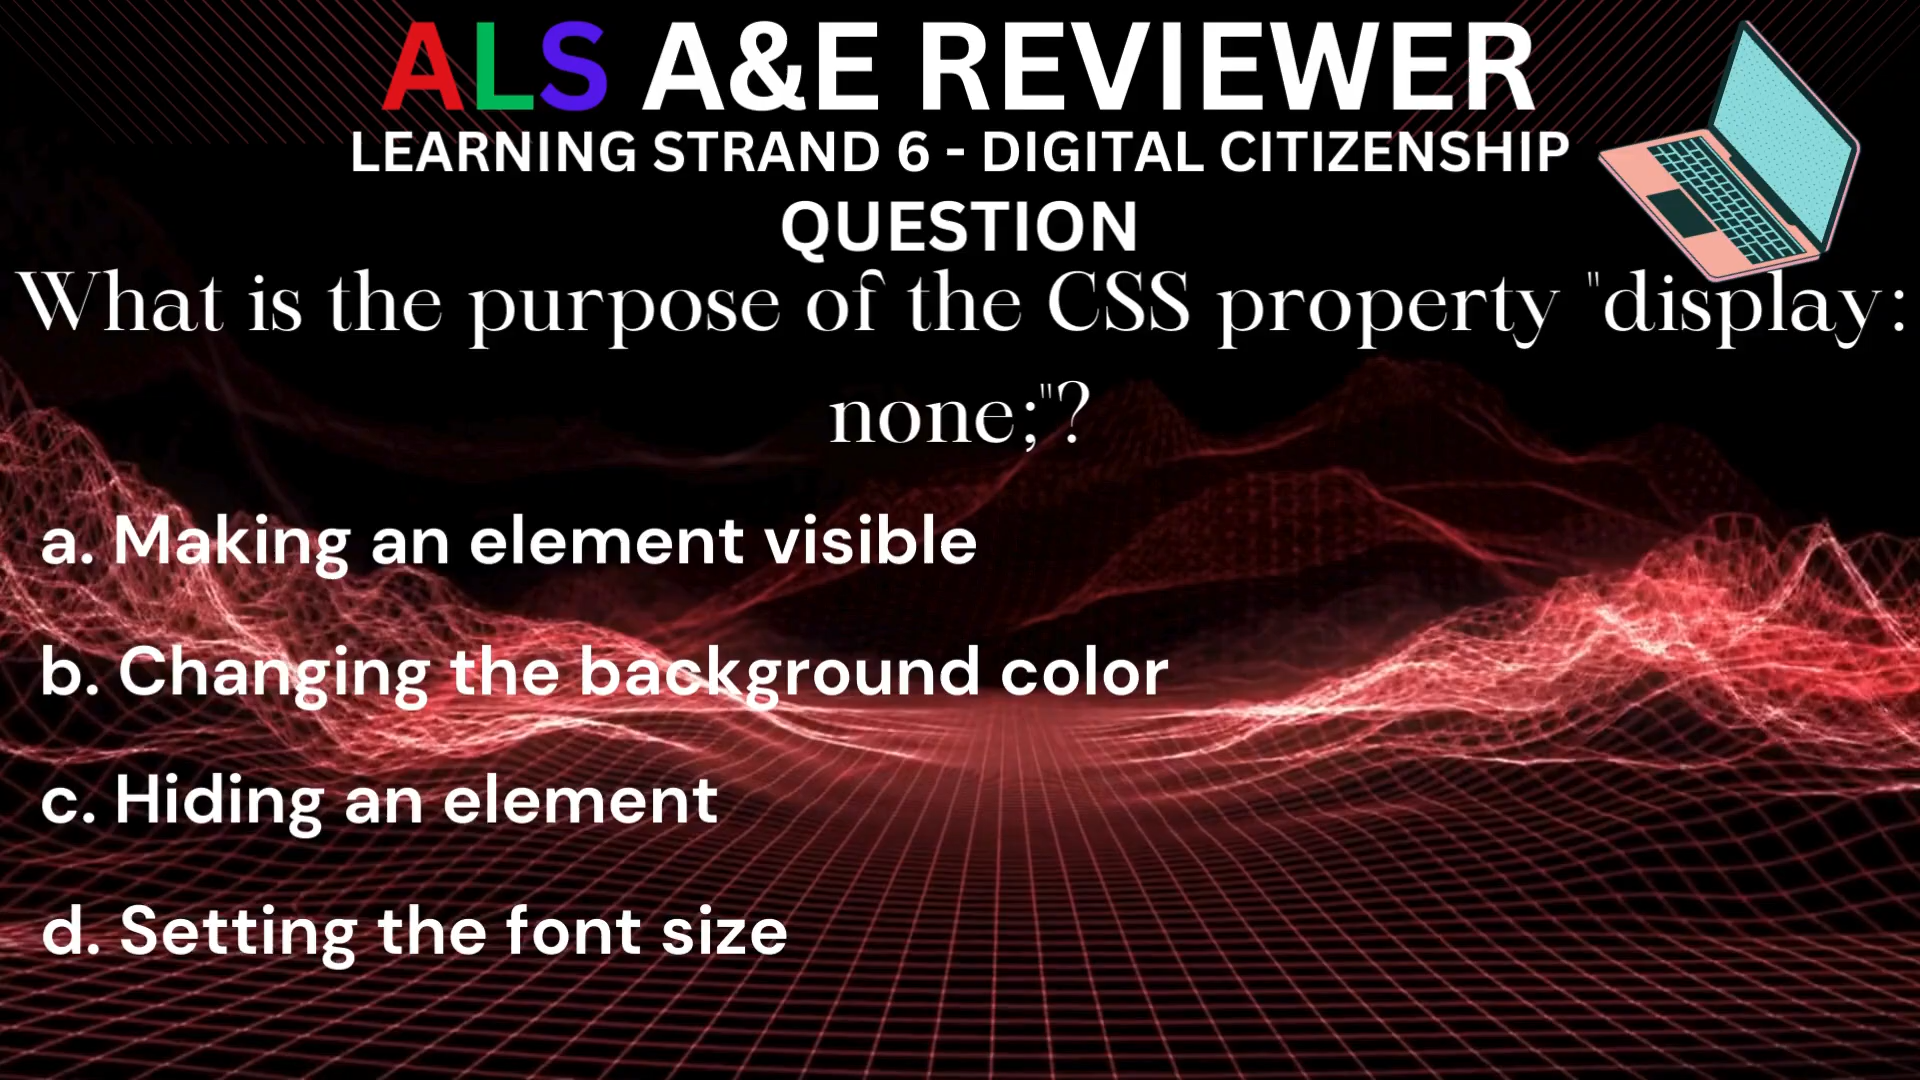 ALS A&E REVIEWER
LEARNING STRAND 6 - DIGITAL CITIZENSHIP
QUESTION
What is the purpose of the CSS property "display:
none;"?
a. Making an element visible
b. Changing the background color
c. Hiding an element
d. Setting the font size